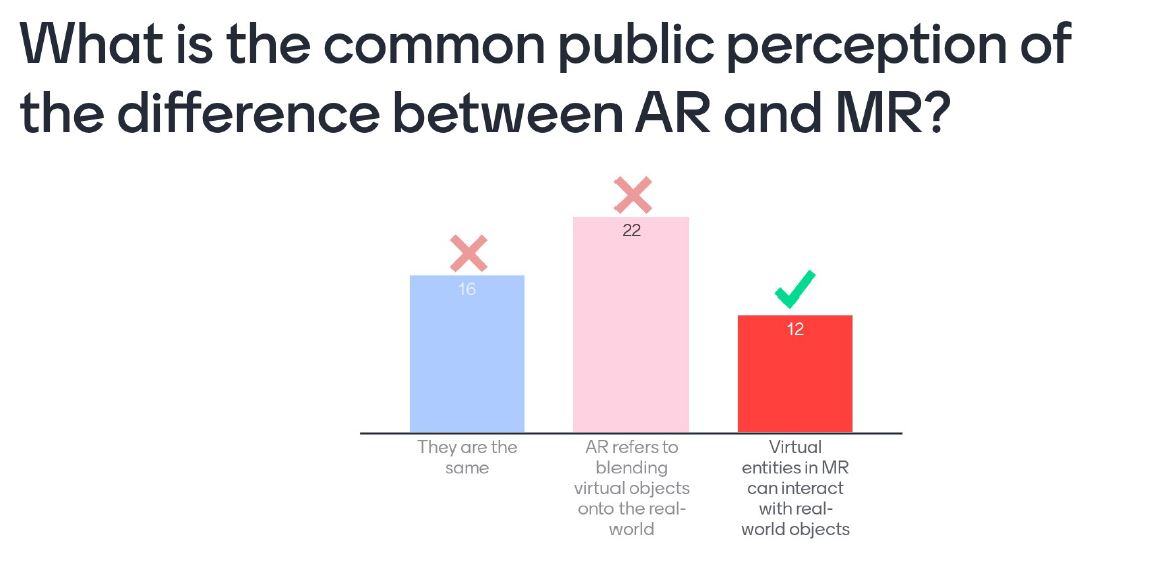 What is the common public perception of
the difference between AR and MR?
22
16
12
They are the
same
AR refers to
blending
virtual objects
onto the real-
world
Virtual
entities in MR
can interact
with real-
world objects